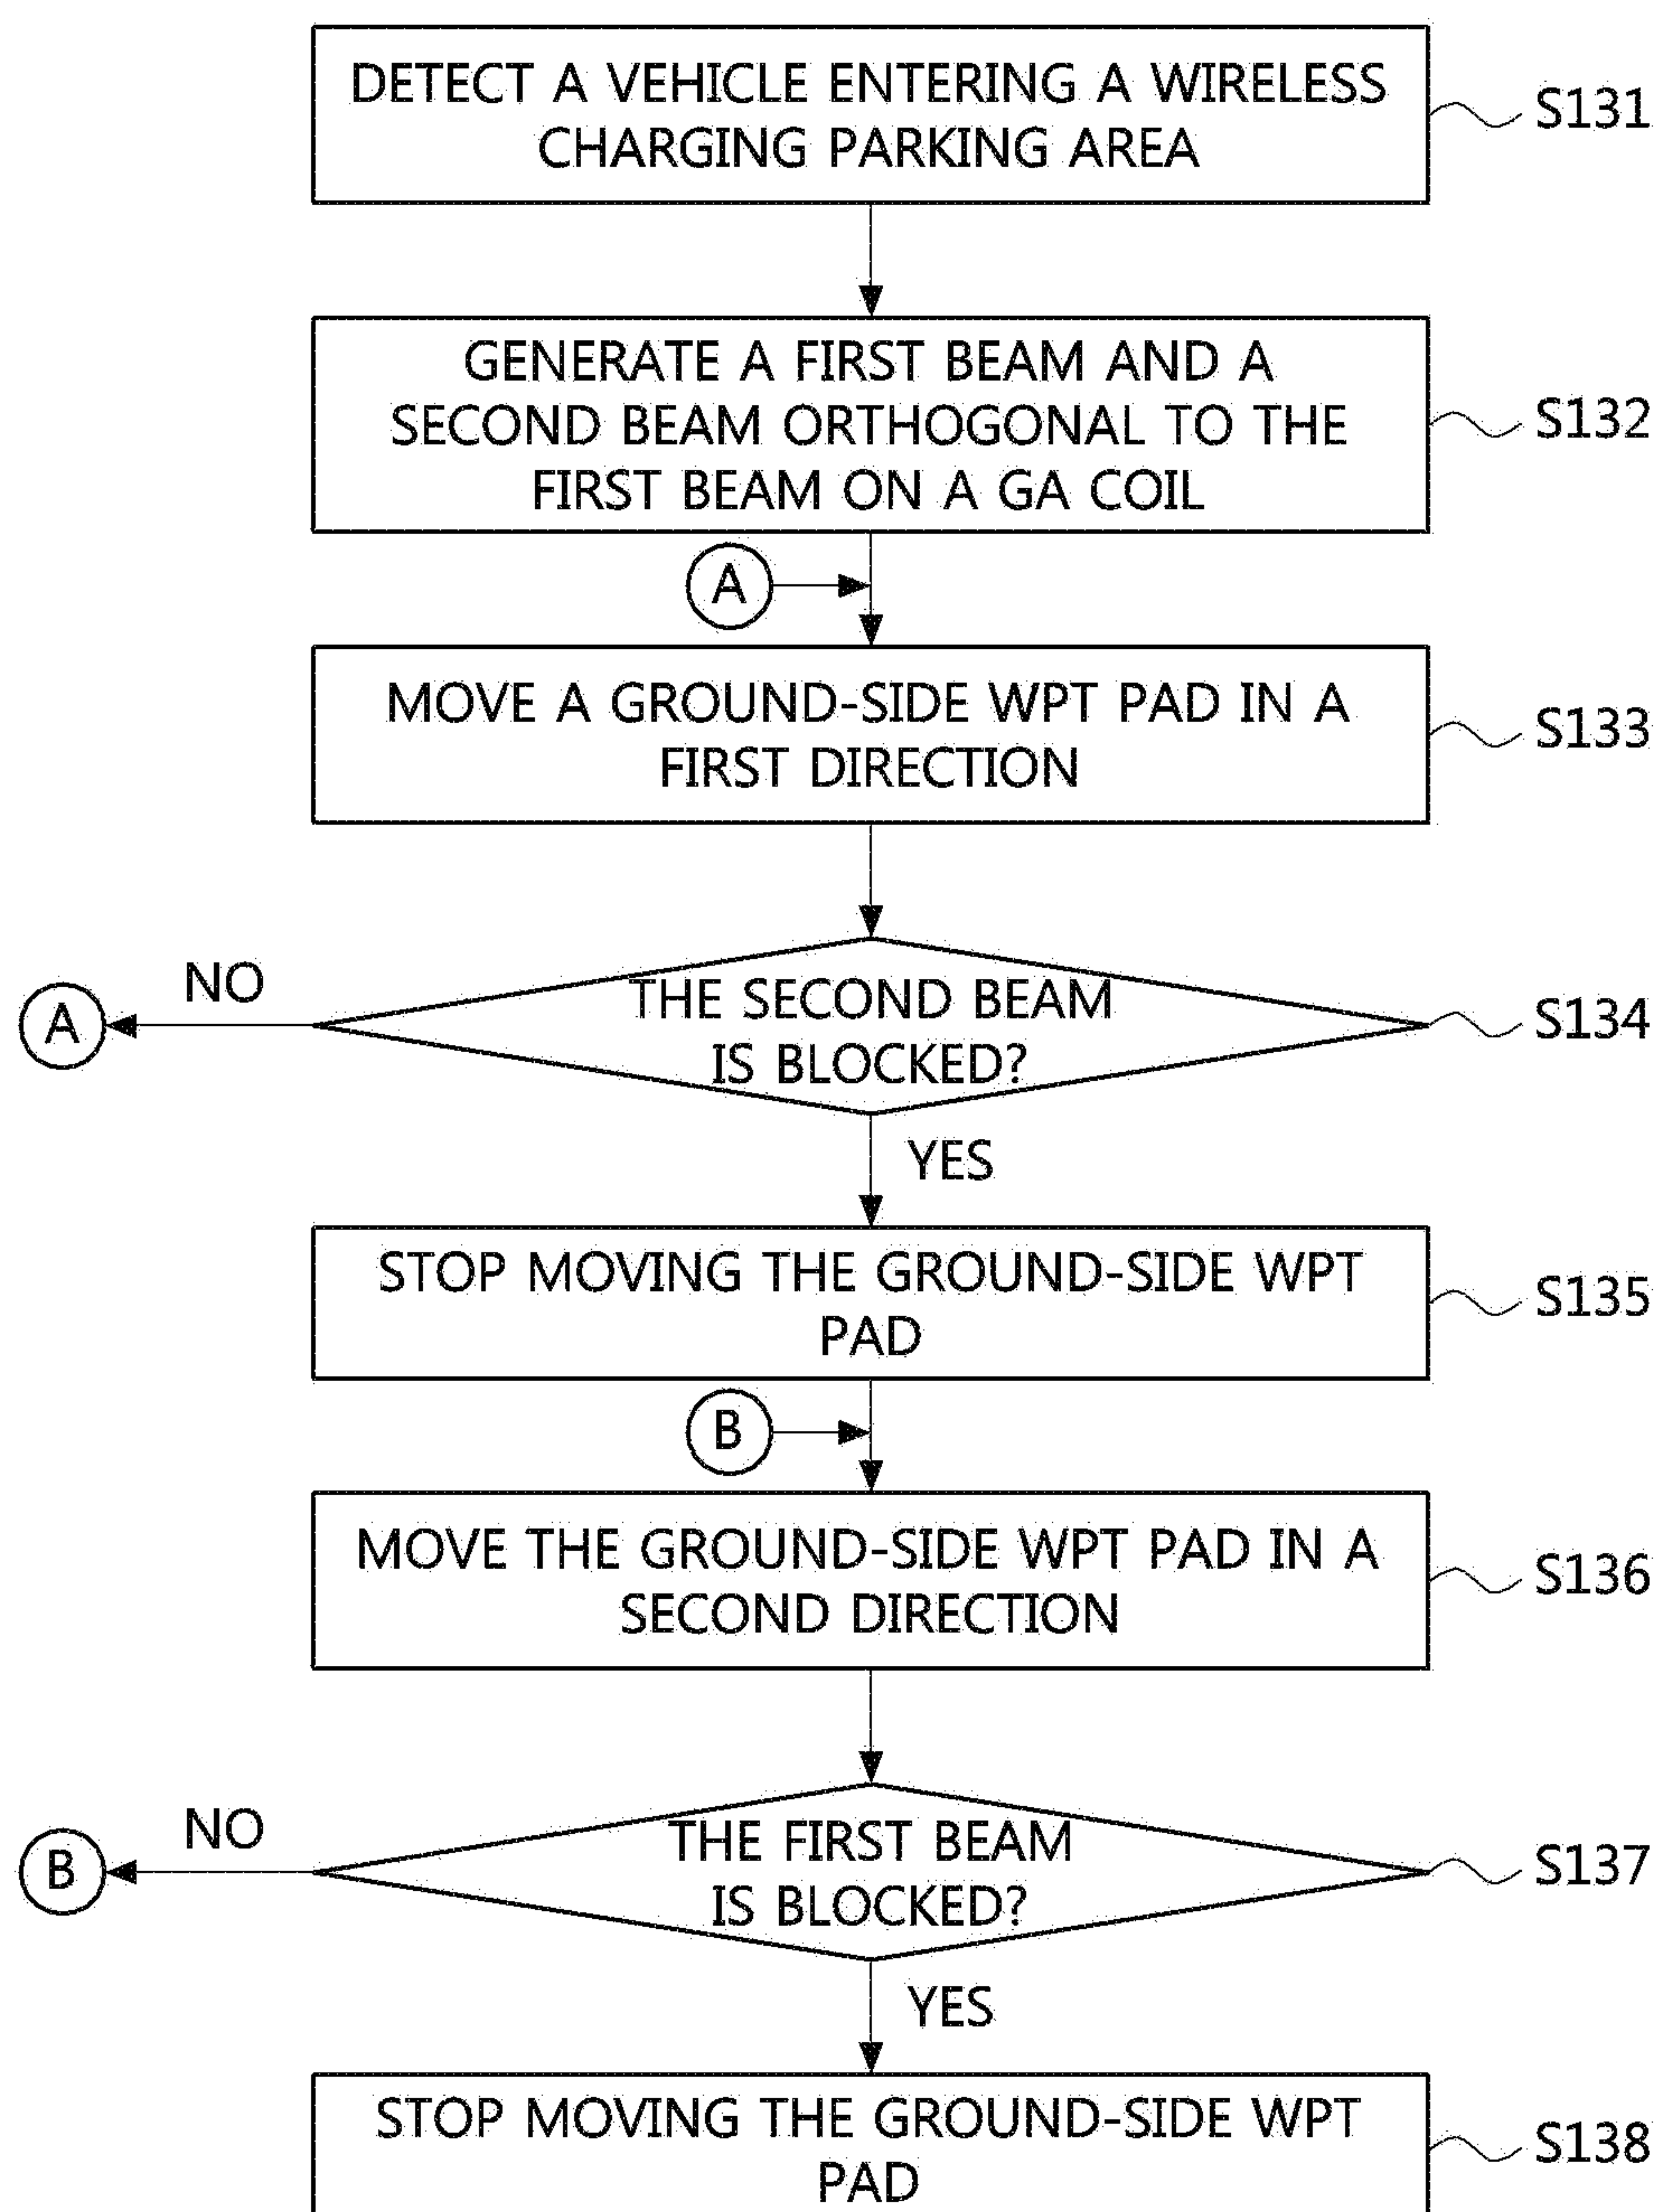 DETECT A VEHICLE ENTERING A WIRELESS
CHARGING PARKING AREA
S131
GENERATE A FIRST BEAM AND A
SECOND BEAM ORTHOGONAL TO THE
FIRST BEAM ON A GA COIL
S132
A
MOVE A GROUND-SIDE WPT PAD IN A
FIRST DIRECTION
S133
NO
A
THE SECOND BEAM
IS BLOCKED?
S134
YES
STOP MOVING THE GROUND-SIDE WPT
PAD
S135
B
MOVE THE GROUND-SIDE WPT PAD IN A
SECOND DIRECTION
S136
NO
B
THE FIRST BEAM
IS BLOCKED?
S137
YES
STOP MOVING THE GROUND-SIDE WPT
PAD
S138